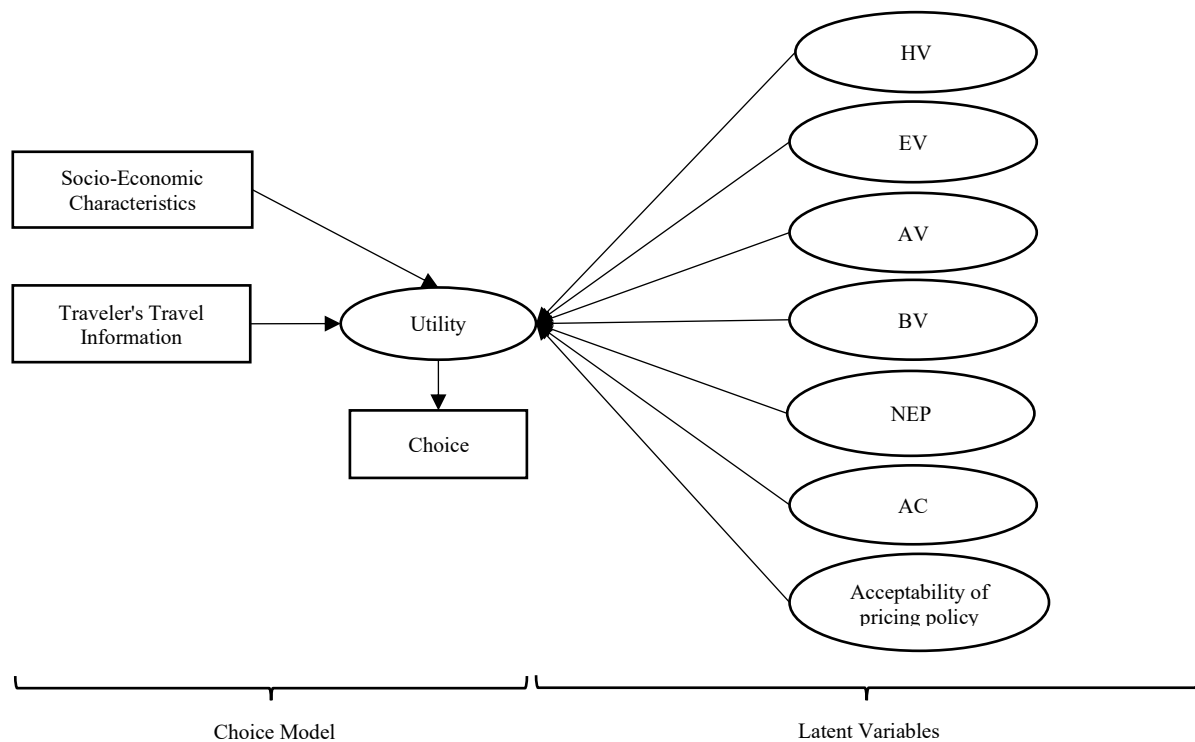 HV
EV
Socio-Economic
Characteristics
AV
Traveler's Travel
Information
Utility
BV
NEP
Choice
AC
Acceptability of
pricing policy
Choice Model
Latent Variables